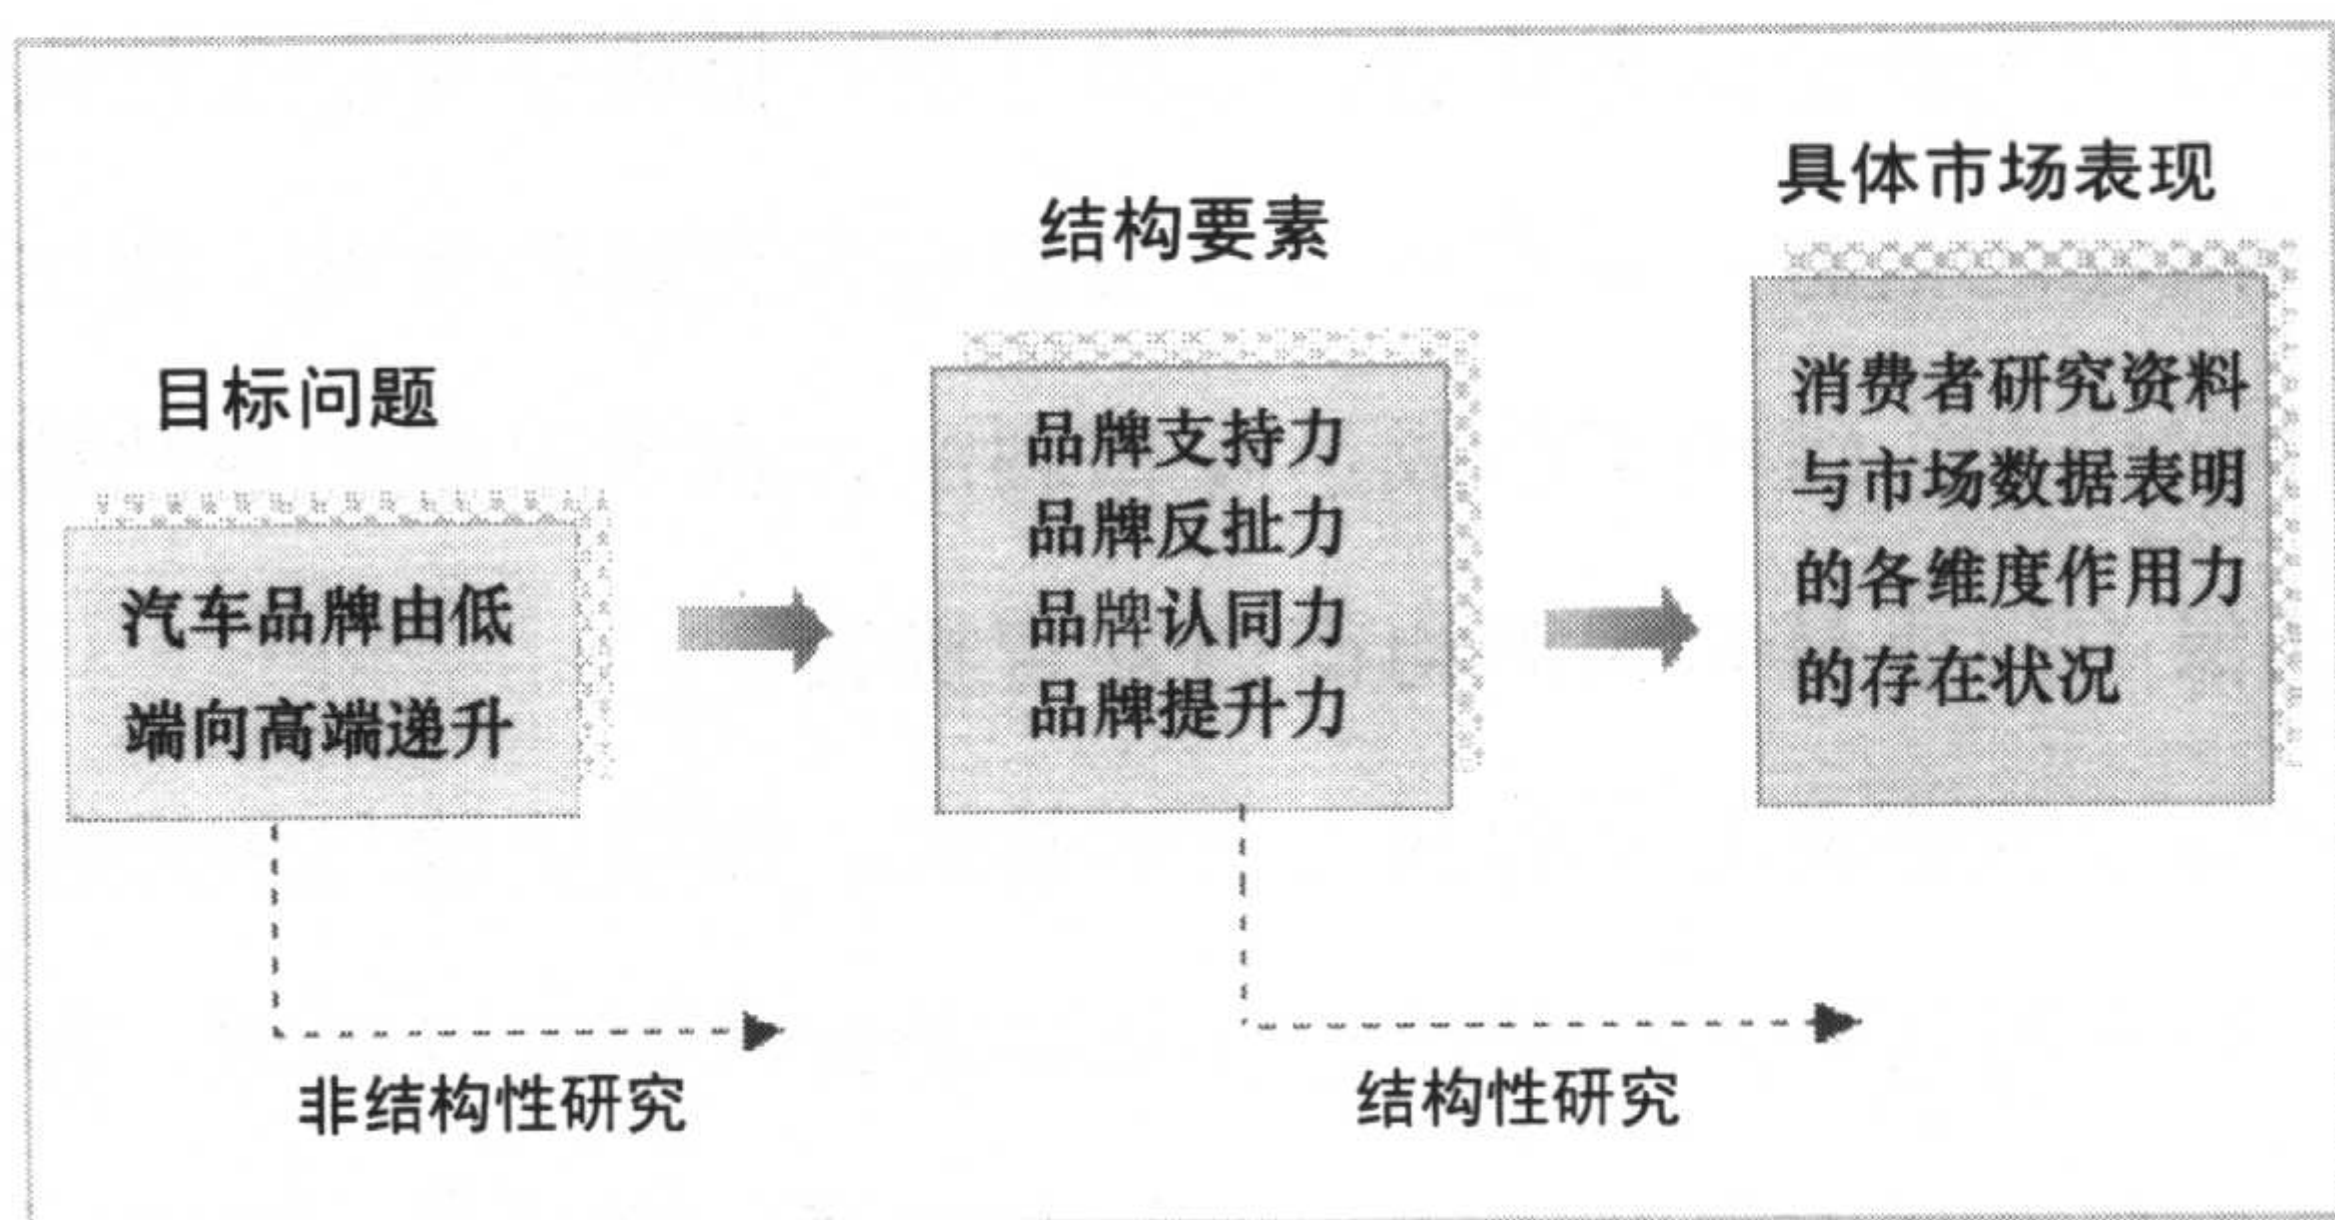 目标问题
汽车品牌由低
端向高端递升
非结构性研究
结构要素
品牌支持力
品牌反扯力
品牌认同力
品牌提升力
结构性研究
具体市场表现
消费者研究资料
与市场数据表明
的各维度作用力
的存在状况